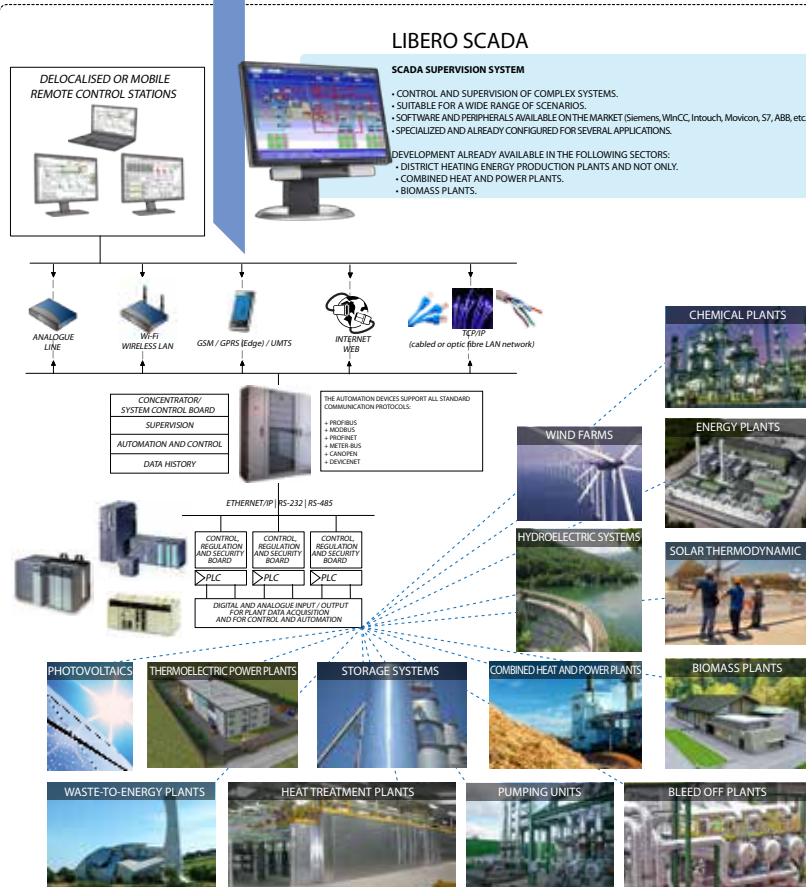 LIBERO SCADA
SCADA SUPERVISION SYSTEM
• CONTROL AND SUPERVISION OF COMPLEX SYSTEMS.
• SUITABLE FOR A WIDE RANGE OF SCENARIOS.
• SOFTWARE AND PERIPHERALS AVAILABLE ON THE MARKET (Siemens, WInCC, Intouch, Movicon, S7, ABB, etc
• SPECIALIZED AND ALREADY CONFIGURED FOR SEVERAL APPLICATIONS.
DEVELOPMENT ALREADY AVAILABLE IN THE FOLLOWING SECTORS:
• DISTRICT HEATING ENERGY PRODUCTION PLANTS AND NOT ONLY.
• COMBINED HEAT AND POWER PLANTS.
• BIOMASS PLANTS.
DELOCALISED OR MOBILE
REMOTE CONTROL STATIONS
ANALOGUE
LINE
Wi-Fi
WIRELESS LAN
GSM / GPRS (Edge) / UMTS
INTERNET
WEB
TCP/IP
(cabled or optic fibre LAN network)
CONCENTRATOR/
SYSTEM CONTROL BOARD
SUPERVISION
AUTOMATION AND CONTROL
DATA HISTORY
THE AUTOMATION DEVICES SUPPORT ALL STANDARD
COMMUNICATION PROTOCOLS:
+ PROFIBUS
+ MODBUS
+ PROFINET
+ METER-BUS
+ CANOPEN
+ DEVICENET
ETHERNET/IP | RS-232 | RS-485
CONTROL,
REGULATION
AND SECURITY
BOARD
PLC
CONTROL,
REGULATION
AND SECURITY
BOARD
PLC
CONTROL,
REGULATION
AND SECURITY
BOARD
PLC
DIGITAL AND ANALOGUE INPUT / OUTPUT
FOR PLANT DATA ACQUISITION
AND FOR CONTROL AND AUTOMATION
CHEMICAL PLANTS
WIND FARMS
ENERGY PLANTS
HYDROELECTRIC SYSTEMS
SOLAR THERMODYNAMIC
PHOTOVOLTAICS
THERMOELECTRIC POWER PLANTS
STORAGE SYSTEMS
COMBINED HEAT AND POWER PLANTS
BIOMASS PLANTS
WASTE-TO-ENERGY PLANTS
HEAT TREATMENT PLANTS
PUMPING UNITS
BLEED OFF PLANTS